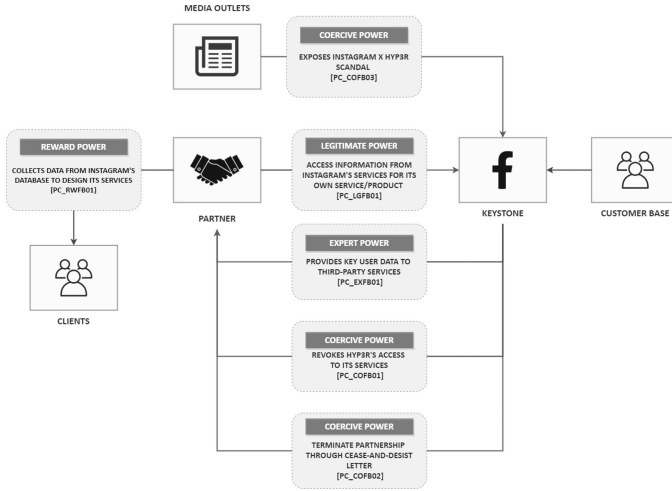 MEDIA OUTLETS
COERCIVE POWER
EXPOSES INSTAGRAM X HYP3R
SCANDAL
[PC_COFB03]
REWARD POWER
COLLECTS DATA FROM INSTAGRAM'S
DATABASE TO DESIGN ITS SERVICES
[PC_RWFB01]
PARTNER
LEGITIMATE POWER
ACCESS INFORMATION FROM
INSTAGRAM'S SERVICES FOR ITS
OWN SERVICE/PRODUCT
[PC_LGFB01]
f
KEYSTONE
CUSTOMER BASE
CLIENTS
EXPERT POWER
PROVIDES KEY USER DATA TO
THIRD-PARTY SERVICES
[PC_EXFB01]
COERCIVE POWER
REVOKES HYP3R'S ACCESS
TO ITS SERVICES
[PC_COFB01]
COERCIVE POWER
TERMINATE PARTNERSHIP
THROUGH CEASE-AND-DESIST
LETTER
[PC_COFB02]